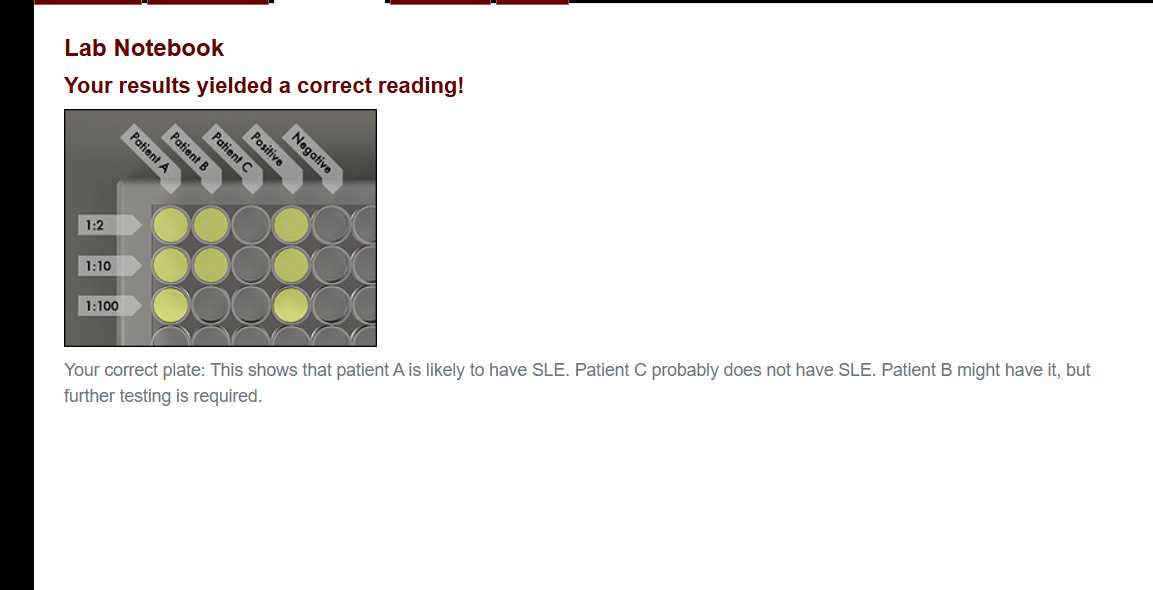 Lab Notebook
Your results yielded a correct reading!
Patient A
Patient B
Patient C
Positive
Negative
1:2
1:10
1:100
Your correct plate: This shows that patient A is likely to have SLE. Patient C probably does not have SLE. Patient B might have it, but
further testing is required.